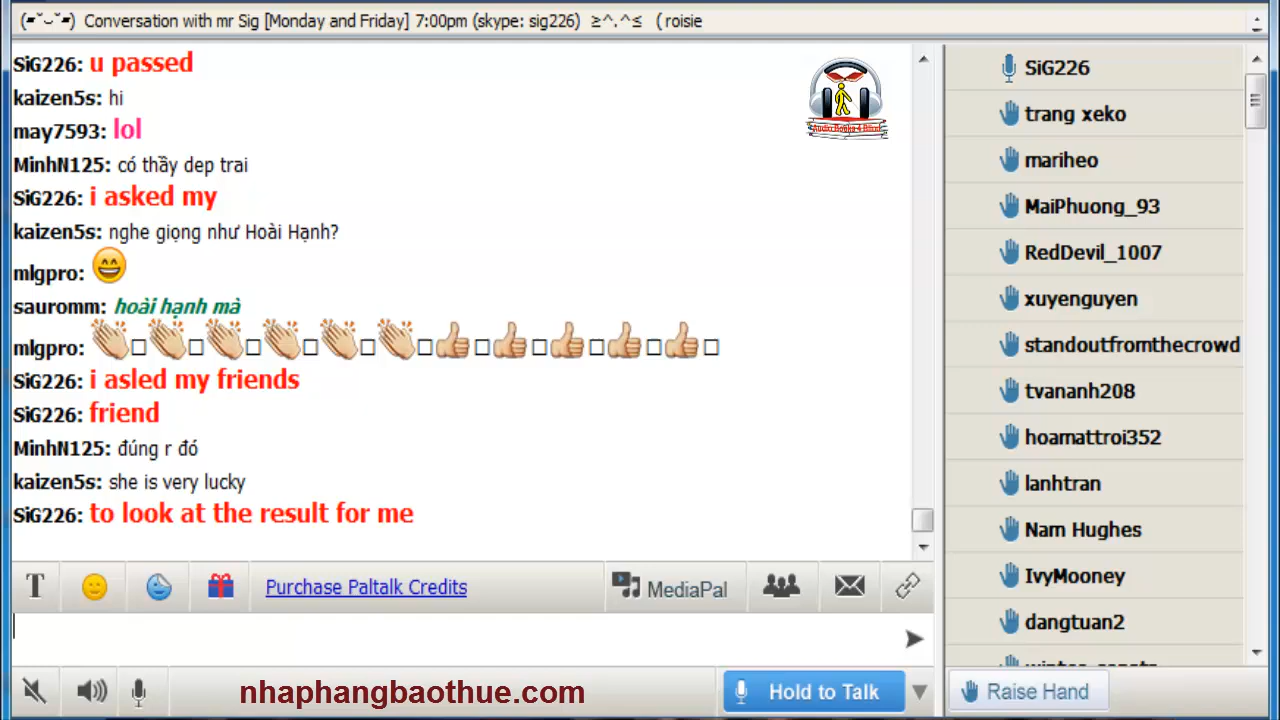 (▰˘◡˘▰) Conversation with mr Sig [Monday and Friday] 7:00pm (skype: sig226) ≥^.^≤ (roisie
SiG226: u passed
kaizen5s: hi
may7593: lol
MinhN125: có thầy dep trai
SiG226: i asked my
kaizen5s: nghe giọng như Hoài Hạnh?
mlgpro:
sauromm: hoài hạnh mà
mlgpro:
SiG226: i asled my friends
SiG226: friend
MinhN125: đúng r đó
kaizen5s: she is very lucky
SiG226: to look at the result for me
Audio Books 4 Blind
T
Purchase Paltalk Credits
MediaPal
nhaphangbaothue.com
Hold to Talk
SiG226
trang xeko
mariheo
MaiPhuong_93
RedDevil_1007
xuyenguyen
standoutfromthecrowd
tvananh208
hoamattroi352
lanhtran
Nam Hughes
IvyMooney
dangtuan2
Raise Hand